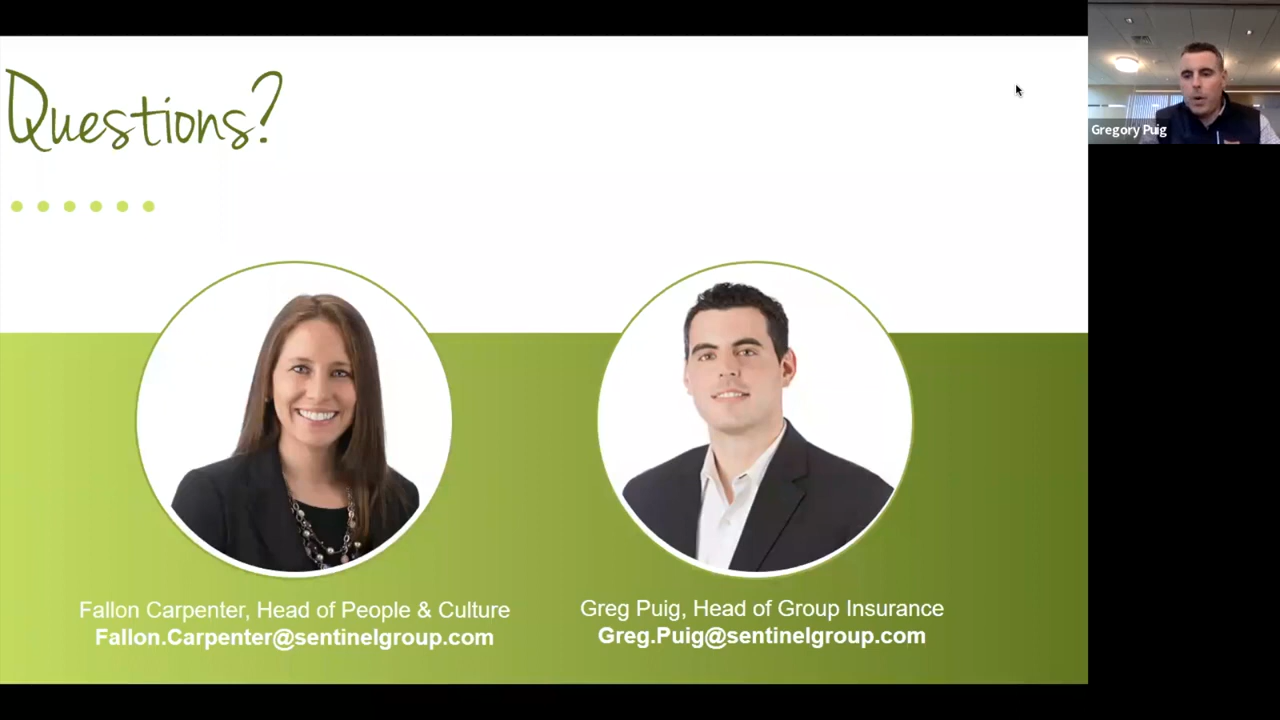 Questions?
Gregory Puig
Fallon Carpenter, Head of People & Culture
Fallon.Carpenter@sentinelgroup.com
Greg Puig, Head of Group Insurance
Greg.Puig@sentinelgroup.com